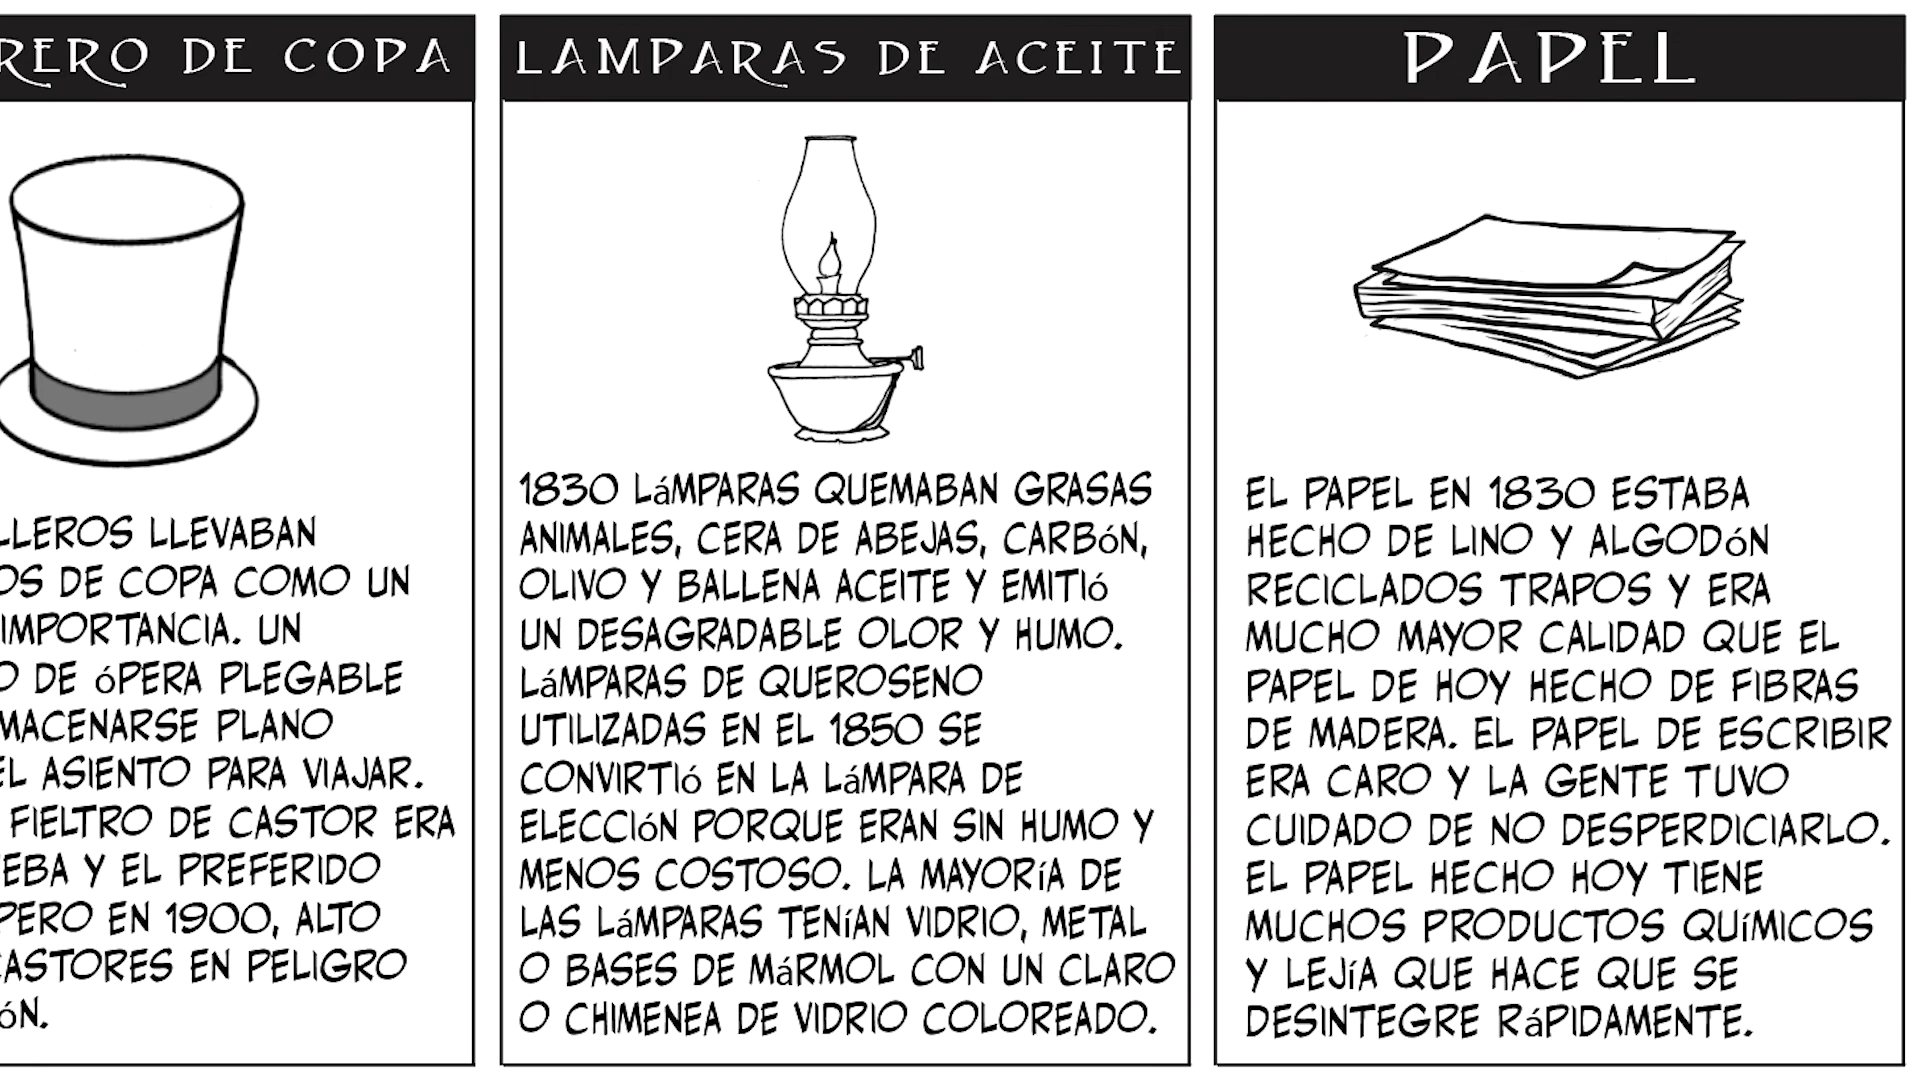 RERO DE COPA
LLEROS LLEVABAN
OS DE COPA COMO UN
IMPORTANCIA. UN
O DE óPERA PLEGABLE
MACENARSE PLANO
EL ASIENTO PARA VIAJAR.
FIELTRO DE CASTOR ERA
EBA Y EL PREFERIDO
PERO EN 1900, ALTO
CASTORES EN PELIGRO
óN.
LAMPARAS DE ACEITE
1830 LáMPARAS QUEMABAN GRASAS
ANIMALES, CERA DE ABEJAS, CARBóN,
OLIVO Y BALLENA ACEITE Y EMITIó
UN DESAGRADABLE OLOR Y HUMO.
LáMPARAS DE QUEROSENO
UTILIZADAS EN EL 1850 SE
CONVIRTIó EN LA LáMPARA DE
ELECCIóN PORQUE ERAN SIN HUMO Y
MENOS COSTOSO. LA MAYORíA DE
LAS LáMPARAS TENíAN VIDRIO, METAL
O BASES DE MáRMOL CON UN CLARO
O CHIMENEA DE VIDRIO COLOREADO.
PAPEL
EL PAPEL EN 1830 ESTABA
HECHO DE LINO Y ALGODóN
RECICLADOS TRAPOS Y ERA
MUCHO MAYOR CALIDAD QUE EL
PAPEL DE HOY HECHO DE FIBRAS
DE MADERA. EL PAPEL DE ESCRIBIR
ERA CARO Y LA GENTE TUVO
CUIDADO DE NO DESPERDICIARLO.
EL PAPEL HECHO HOY TIENE
MUCHOS PRODUCTOS QUíMICOS
Y LEJíA QUE HACE QUE SE
DESINTEGRE RáPIDAMENTE.